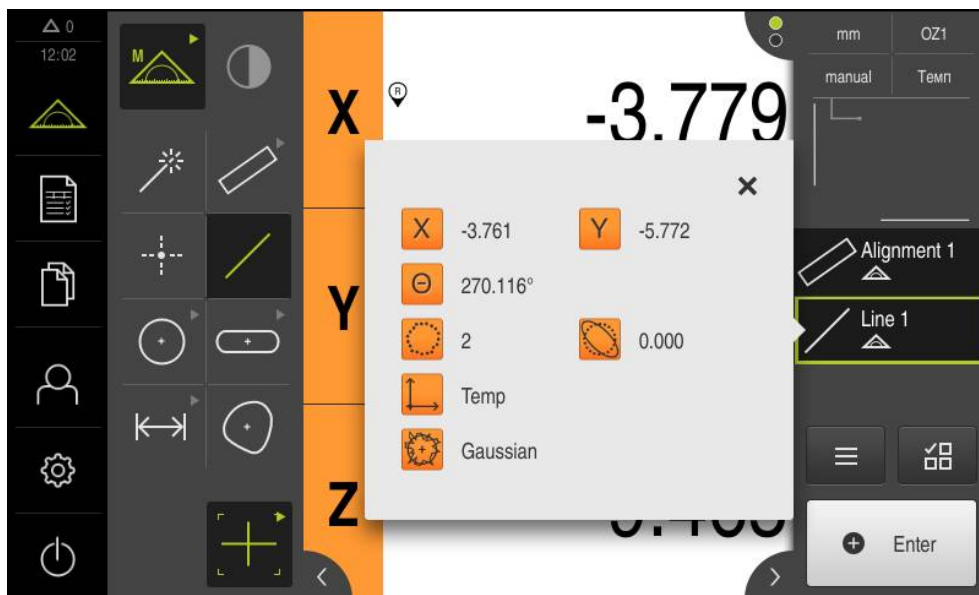 0
12:02
M
X
R
-3.779
mm
OZ1
manual
Темп
X -3.761 Y -5.772
Θ 270.116°
2 0.000
Temp
Gaussian
Y
Z
Alignment 1
Line 1
Enter